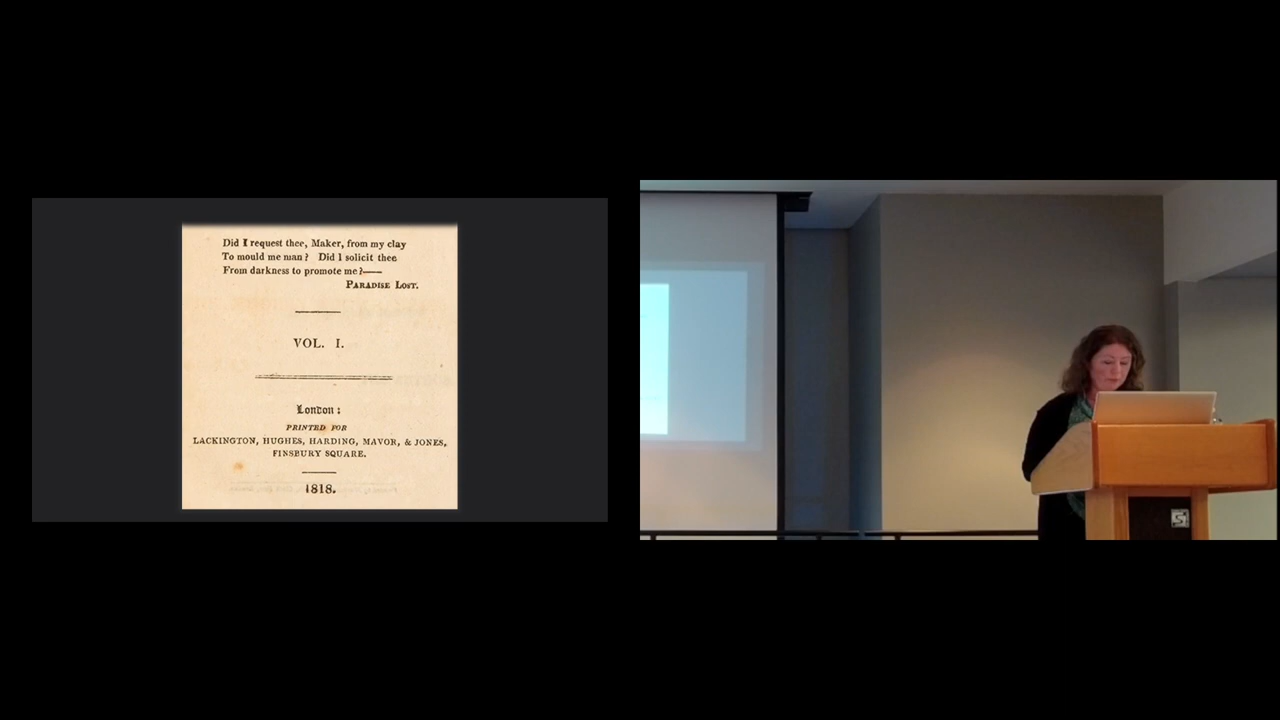 Did I request thee, Maker, from my clay
To mould me man? Did I solicit thee
From darkness to promote me?——
PARADISE LOST.
VOL. I.
London:
PRINTED FOR
LACKINGTON, HUGHES, HARDING, MAVOR, & JONES,
FINSBURY SQUARE.
1818.